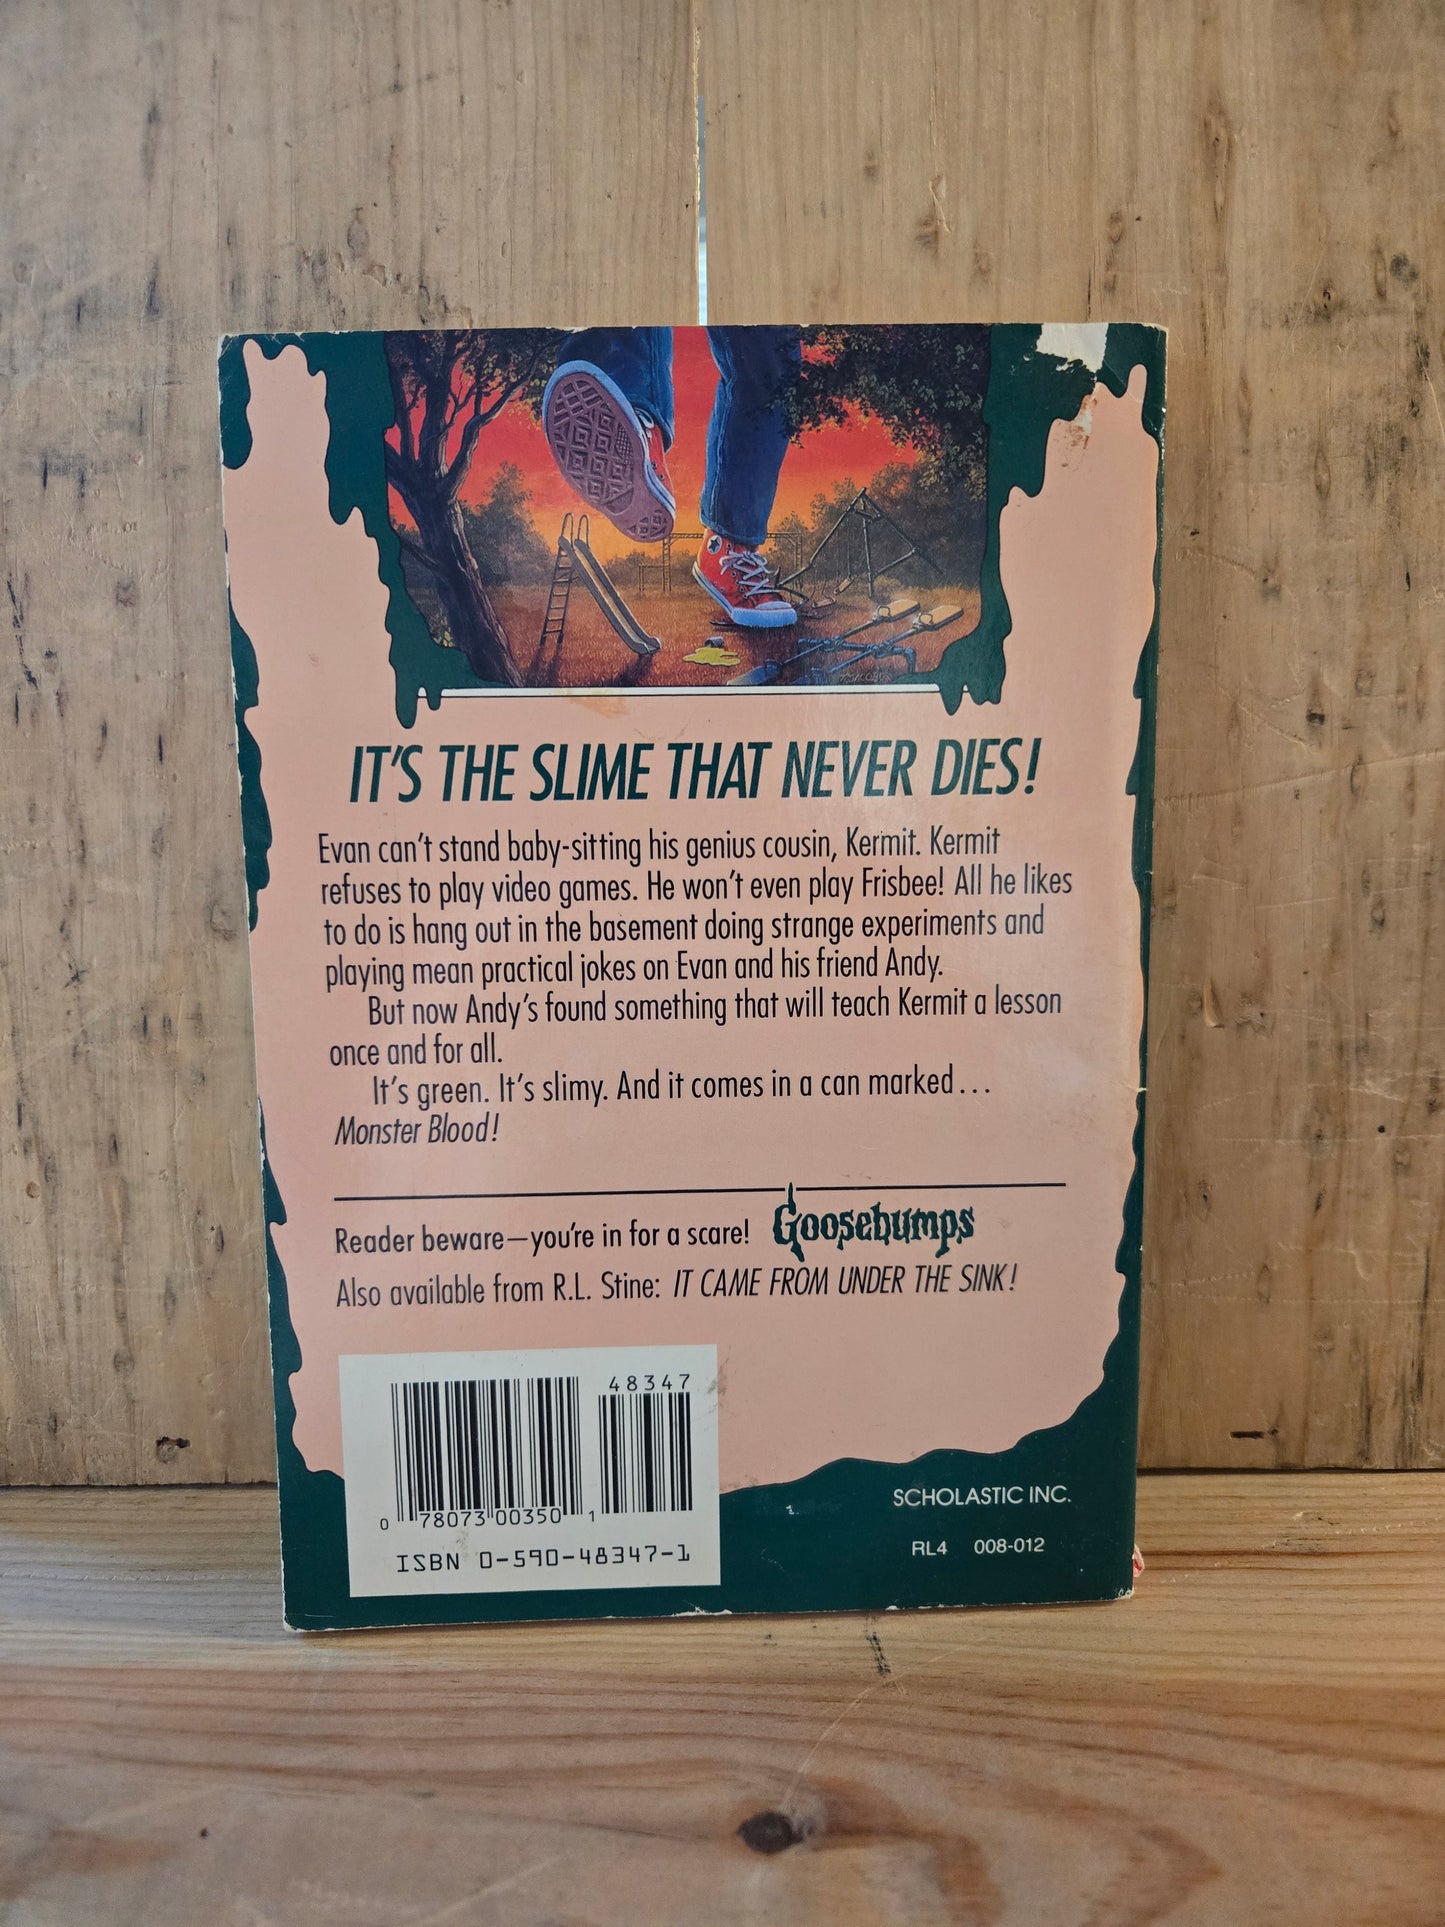 IT'S THE SLIME THAT NEVER DIES!
Evan can't stand baby-sitting his genius cousin, Kermit. Kermit
refuses to play video games. He won't even play Frisbee! All he likes
to do is hang out in the basement doing strange experiments and
playing mean practical jokes on Evan and his friend Andy.
But now Andy's found something that will teach Kermit a lesson
once and for all.
It's green. It's slimy. And it comes in a can marked...
Monster Blood!
Reader beware—you're in for a scare! Goosebumps
Also available from R.L. Stine: IT CAME FROM UNDER THE SINK!
48347
0 78073 00350 1
ISBN 0-590-48347-1
SCHOLASTIC INC.
RL4 008-012